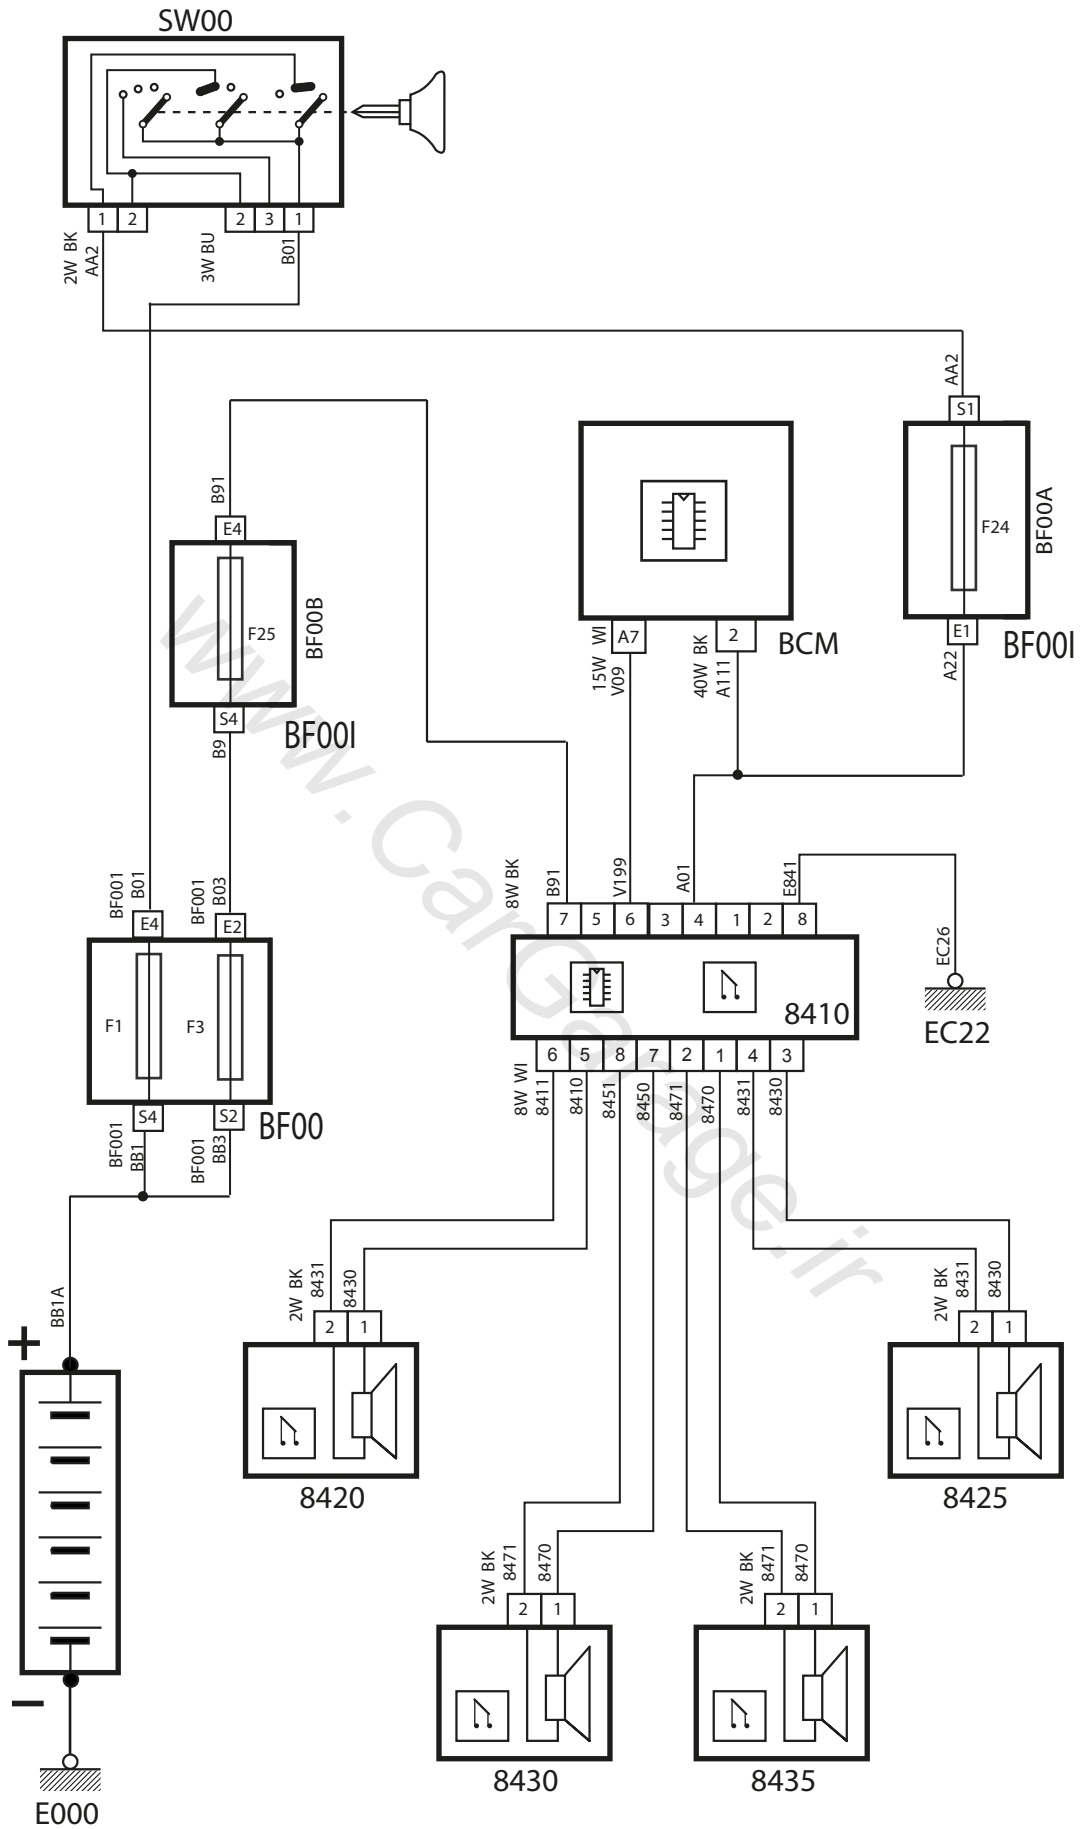 SW00
1 2 2 3 1
2W BK
AA2
3W BU
B01
AA2
S1
F24
BF00A
E1
BF00I
A22
B91
E4
F25
BF00B
S4
BF00I
B9
BCM
A7 2
15W WI
V09
40W BK
A111
8W BK
B91
V199
A01
E841
7 5 6 3 4 1 2 8
8410
EC26
EC22
BF001
B01
BF001
B03
E4 E2
F1 F3
S4 S2
BF00
BF001
BB1
BF001
BB3
6 5 8 7 2 1 4 3
8W WI
8411
8410
8451
8450
8471
8470
8431
8430
BB1A
+
−
E000
2W BK
8431
8430
2 1
8420
2W BK
8431
8430
2 1
8425
2W BK
8471
8470
2 1
8430
2W BK
8471
8470
2 1
8435
www.CarGarage.ir